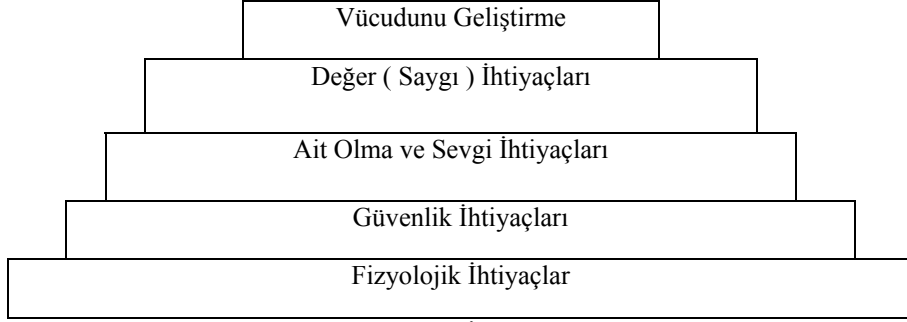 Vücudunu Geliştirme
Değer ( Saygı ) İhtiyaçları
Ait Olma ve Sevgi İhtiyaçları
Güvenlik İhtiyaçları
Fizyolojik İhtiyaçlar